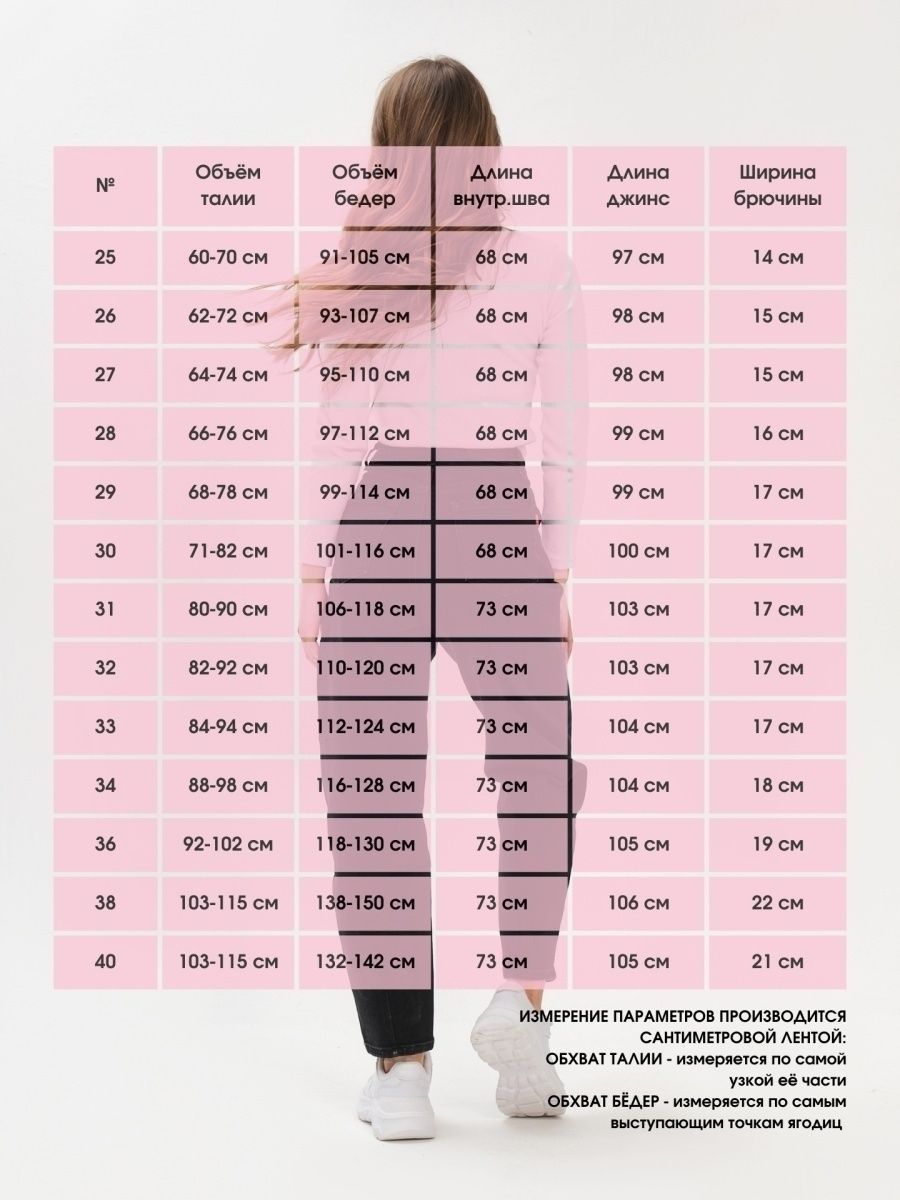 № Объём талии Объём бедер Длина внутр.шва Длина джинс Ширина брючины
25 60-70 см 91-105 см 68 см 97 см 14 см
26 62-72 см 93-107 см 68 см 98 см 15 см
27 64-74 см 95-110 см 68 см 98 см 15 см
28 66-76 см 97-112 см 68 см 99 см 16 см
29 68-78 см 99-114 см 68 см 99 см 17 см
30 71-82 см 101-116 см 68 см 100 см 17 см
31 80-90 см 106-118 см 73 см 103 см 17 см
32 82-92 см 110-120 см 73 см 103 см 17 см
33 84-94 см 112-124 см 73 см 104 см 17 см
34 88-98 см 116-128 см 73 см 104 см 18 см
36 92-102 см 118-130 см 73 см 105 см 19 см
38 103-115 см 138-150 см 73 см 106 см 22 см
40 103-115 см 132-142 см 73 см 105 см 21 см
ИЗМЕРЕНИЕ ПАРАМЕТРОВ ПРОИЗВОДИТСЯ
САНТИМЕТРОВОЙ ЛЕНТОЙ:
ОБХВАТ ТАЛИИ - измеряется по самой
узкой её части
ОБХВАТ БЁДЕР - измеряется по самым
выступающим точкам ягодиц